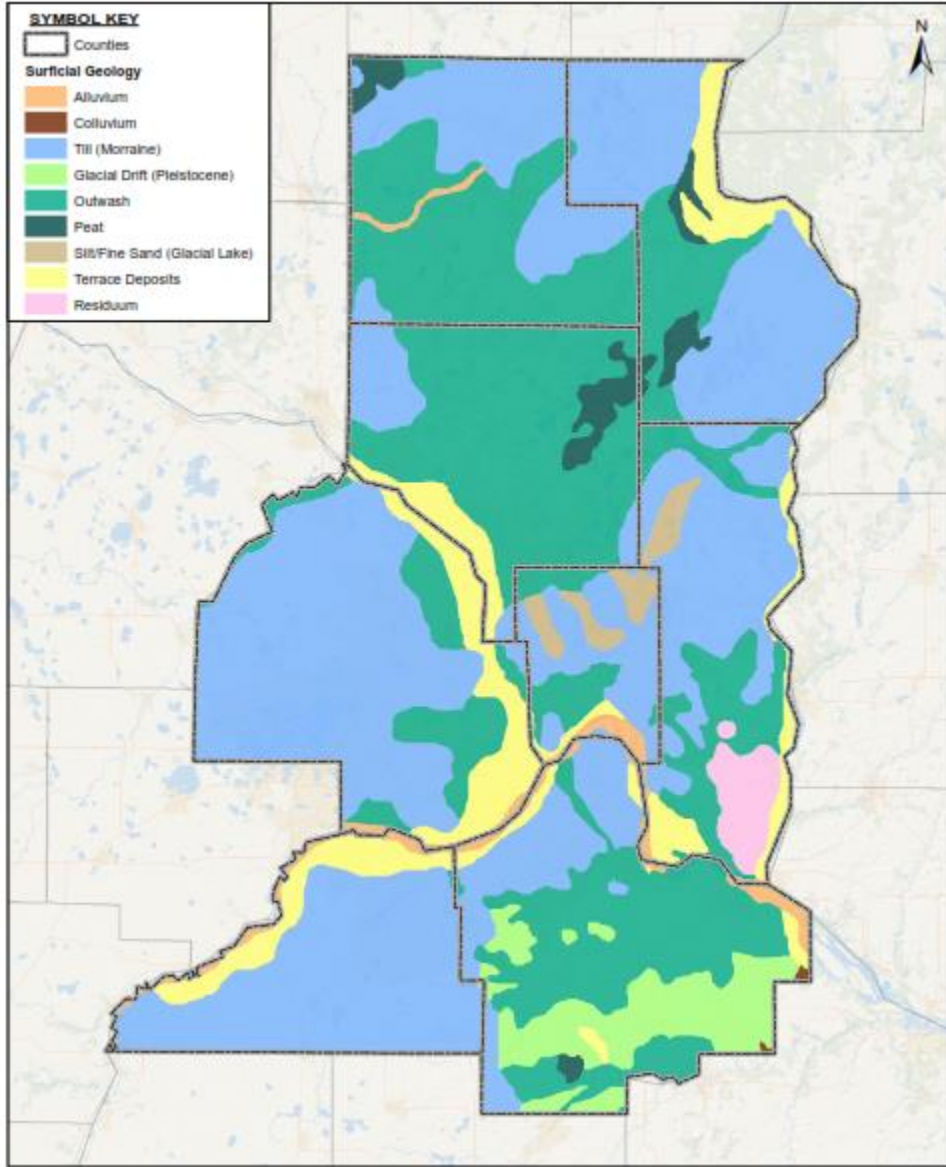 SYMBOL KEY
Counties
Surficial Geology
Alluvium
Colluvium
Till (Morraine)
Glacial Drift (Pleistocene)
Outwash
Peat
Silt/Fine Sand (Glacial Lake)
Terrace Deposits
Residuum
N